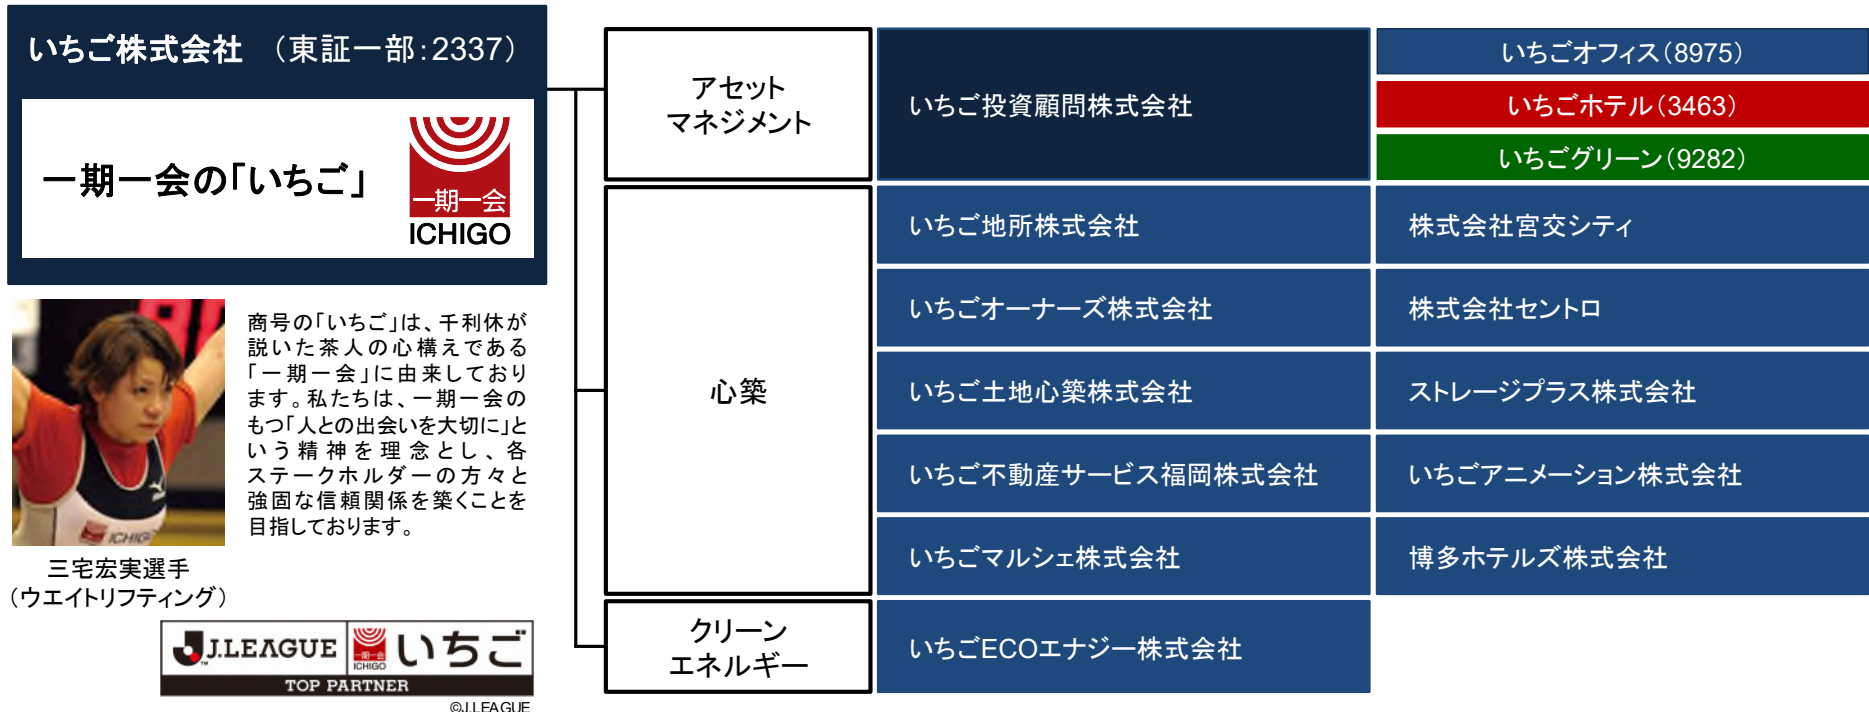 いちご株式会社 （東証一部：2337）
一期一会の「いちご」
一期一会
ICHIGO
商号の「いちご」は、千利休が
説いた茶人の心構えである
「一期一会」に由来しており
ます。私たちは、一期一会の
もつ「人との出会いを大切に」と
いう精神を理念とし、各
ステークホルダーの方々と
強固な信頼関係を築くことを
目指しております。
ICHIGO
三宅宏実選手
（ウエイトリフティング）
J.LEAGUE
TM
一期一会
ICHIGO
いちご
TOP PARTNER
©J.LEAGUE
アセット
マネジメント
いちご投資顧問株式会社
いちごオフィス（8975）
いちごホテル（3463）
いちごグリーン（9282）
心築
いちご地所株式会社
株式会社宮交シティ
いちごオーナーズ株式会社
株式会社セントロ
いちご土地心築株式会社
ストレージプラス株式会社
いちご不動産サービス福岡株式会社
いちごアニメーション株式会社
いちごマルシェ株式会社
博多ホテルズ株式会社
クリーン
エネルギー
いちごECOエナジー株式会社